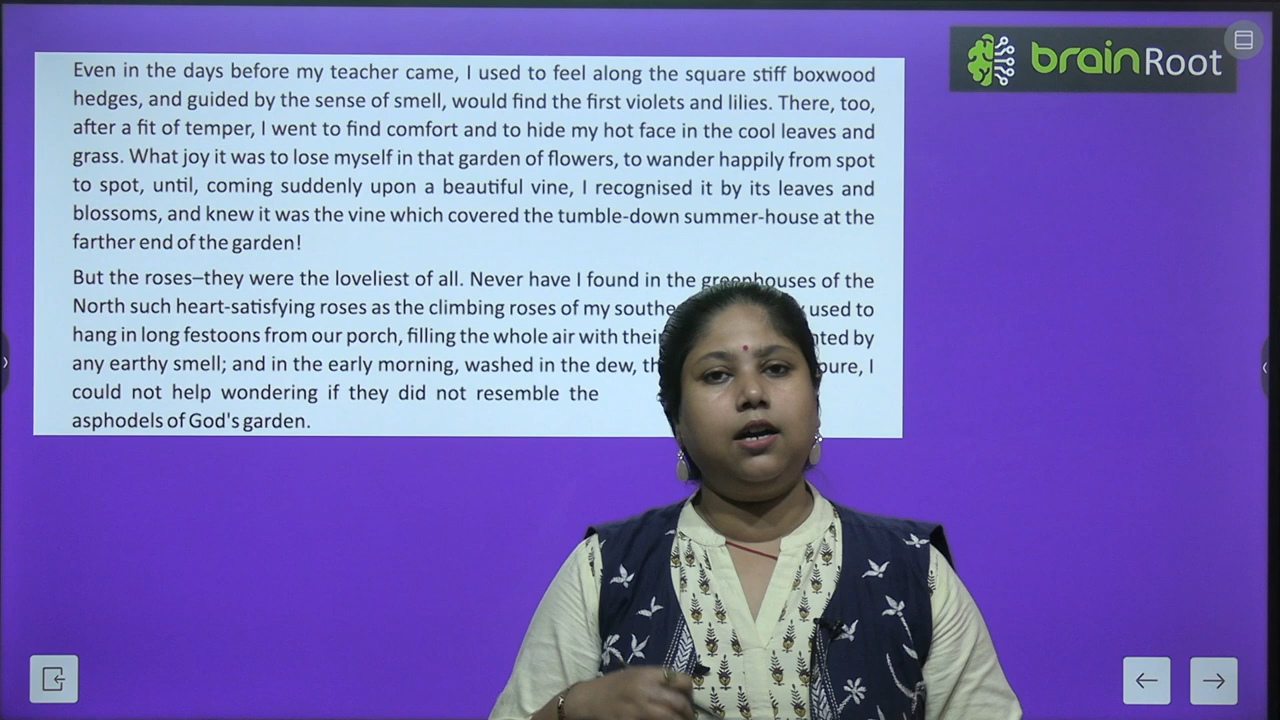 brainRoot
Even in the days before my teacher came, I used to feel along the square stiff boxwood
hedges, and guided by the sense of smell, would find the first violets and lilies. There, too,
after a fit of temper, I went to find comfort and to hide my hot face in the cool leaves and
grass. What joy it was to lose myself in that garden of flowers, to wander happily from spot
to spot, until, coming suddenly upon a beautiful vine, I recognised it by its leaves and
blossoms, and knew it was the vine which covered the tumble-down summer-house at the
farther end of the garden!
But the roses–they were the loveliest of all. Never have I found in the greenhouses of the
North such heart-satisfying roses as the climbing roses of my used to
hang in long festoons from our porch, filling the whole air with their by
any earthy smell; and in the early morning, washed in the dew, I
could not help wondering if they did not resemble the
asphodels of God's garden.